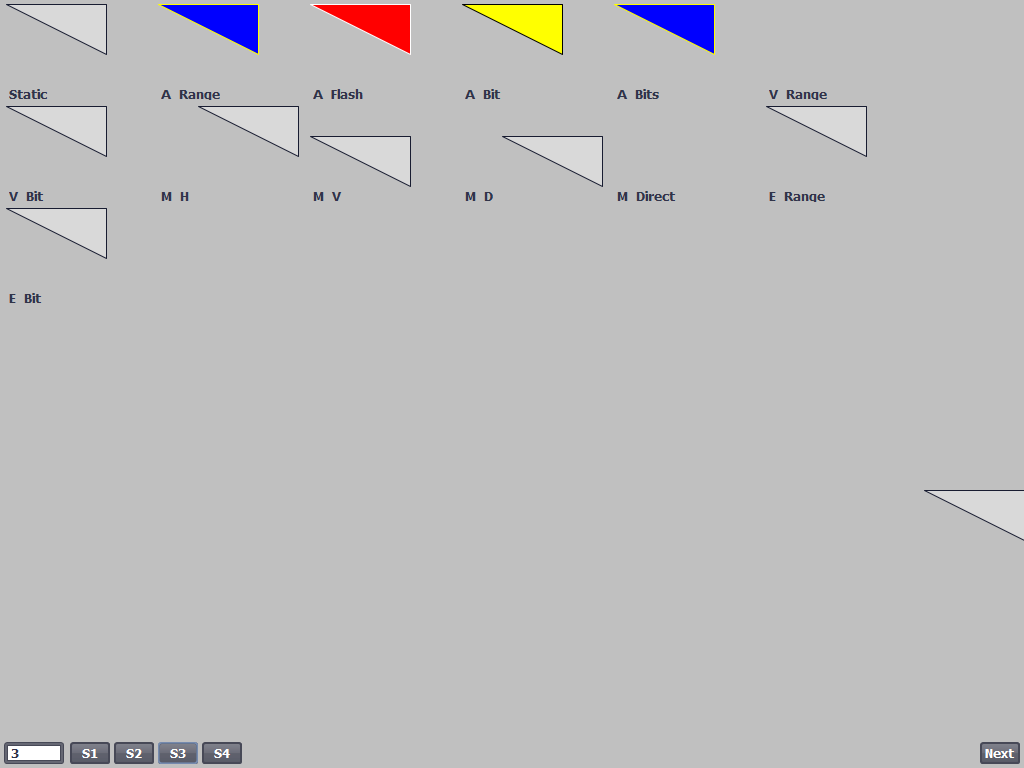 Static A Range A Flash A Bit A Bits V Range
V Bit M H M V M D M Direct E Range
E Bit
3 S1 S2 S3 S4 Next